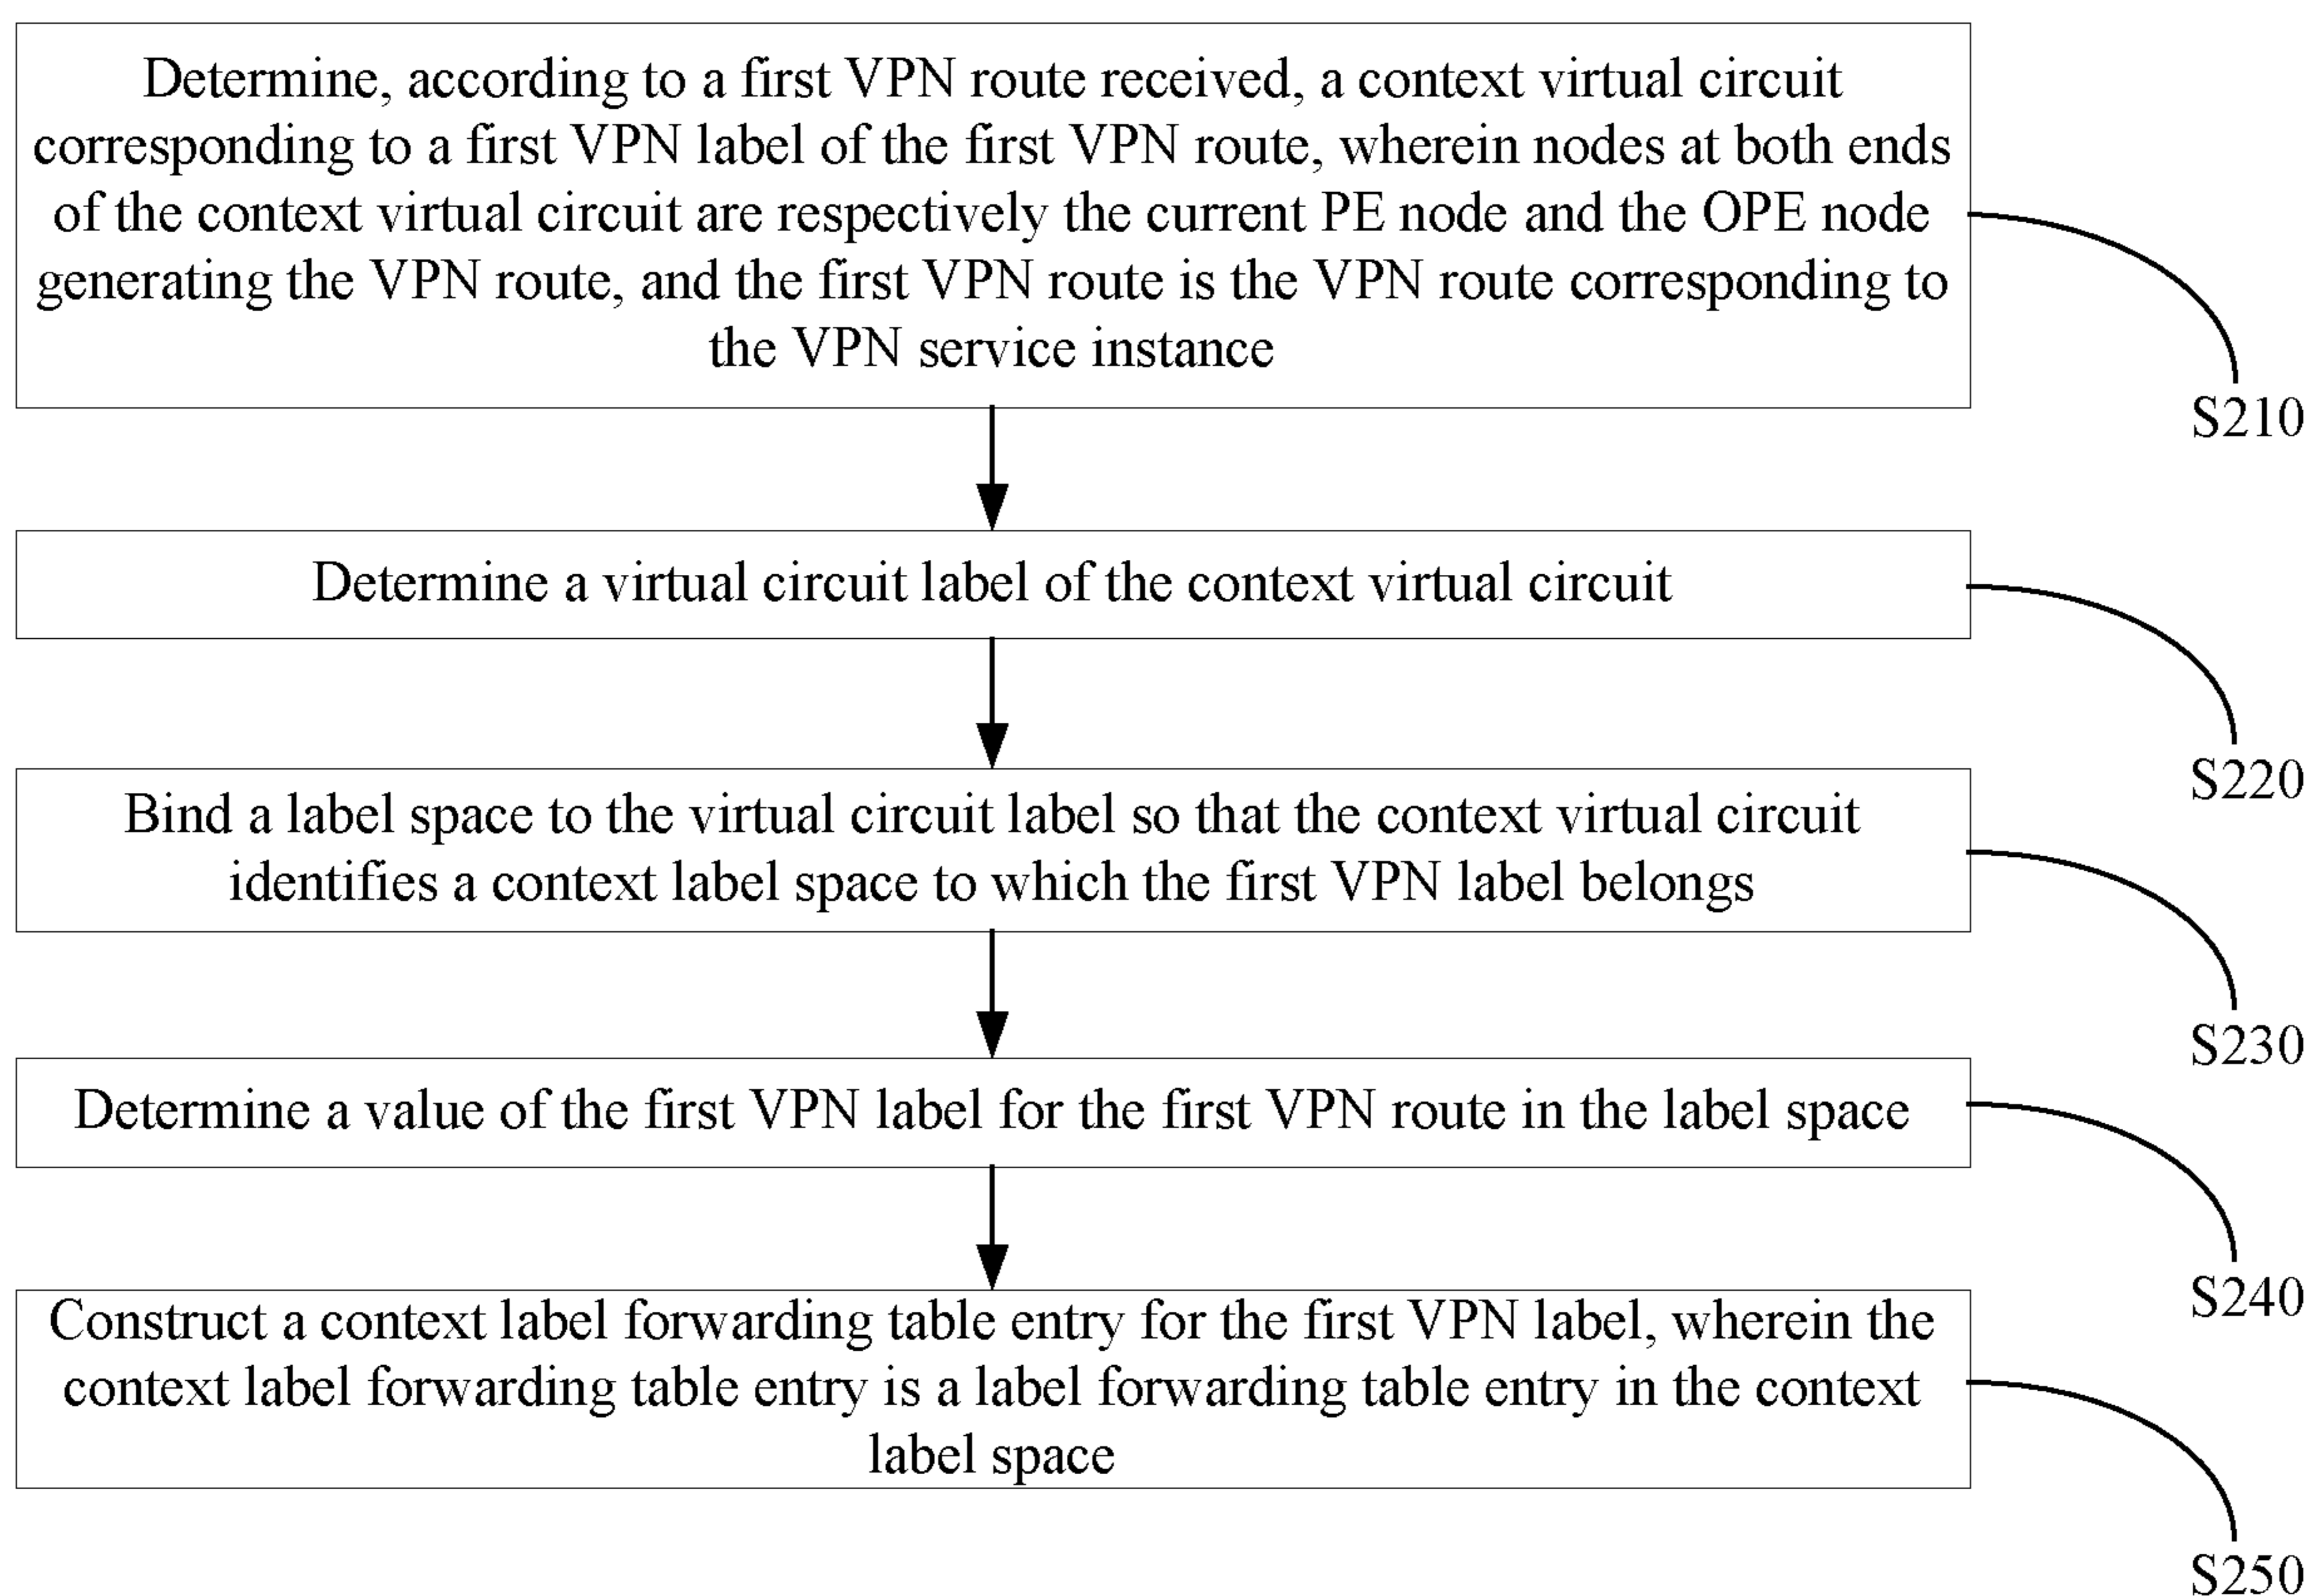 Determine, according to a first VPN route received, a context virtual circuit
corresponding to a first VPN label of the first VPN route, wherein nodes at both ends
of the context virtual circuit are respectively the current PE node and the OPE node
generating the VPN route, and the first VPN route is the VPN route corresponding to
the VPN service instance
S210
Determine a virtual circuit label of the context virtual circuit
S220
Bind a label space to the virtual circuit label so that the context virtual circuit
identifies a context label space to which the first VPN label belongs
S230
Determine a value of the first VPN label for the first VPN route in the label space
S240
Construct a context label forwarding table entry for the first VPN label, wherein the
context label forwarding table entry is a label forwarding table entry in the context
label space
S250